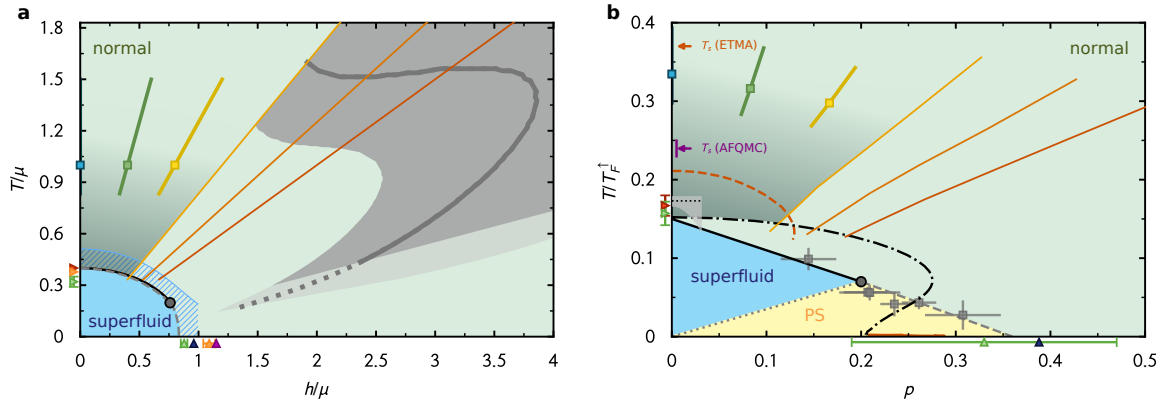 a
1.8
1.5
1.2
0.9
0.6
0.3
0
T/μ
normal
superfluid
0 0.5 1 1.5 2 2.5 3 3.5 4
h/μ
b
0.4
0.3
0.2
0.1
0
T/T_F^↑
T_s (ETMA)
normal
T_s (AFQMC)
superfluid
PS
0 0.1 0.2 0.3 0.4 0.5
p